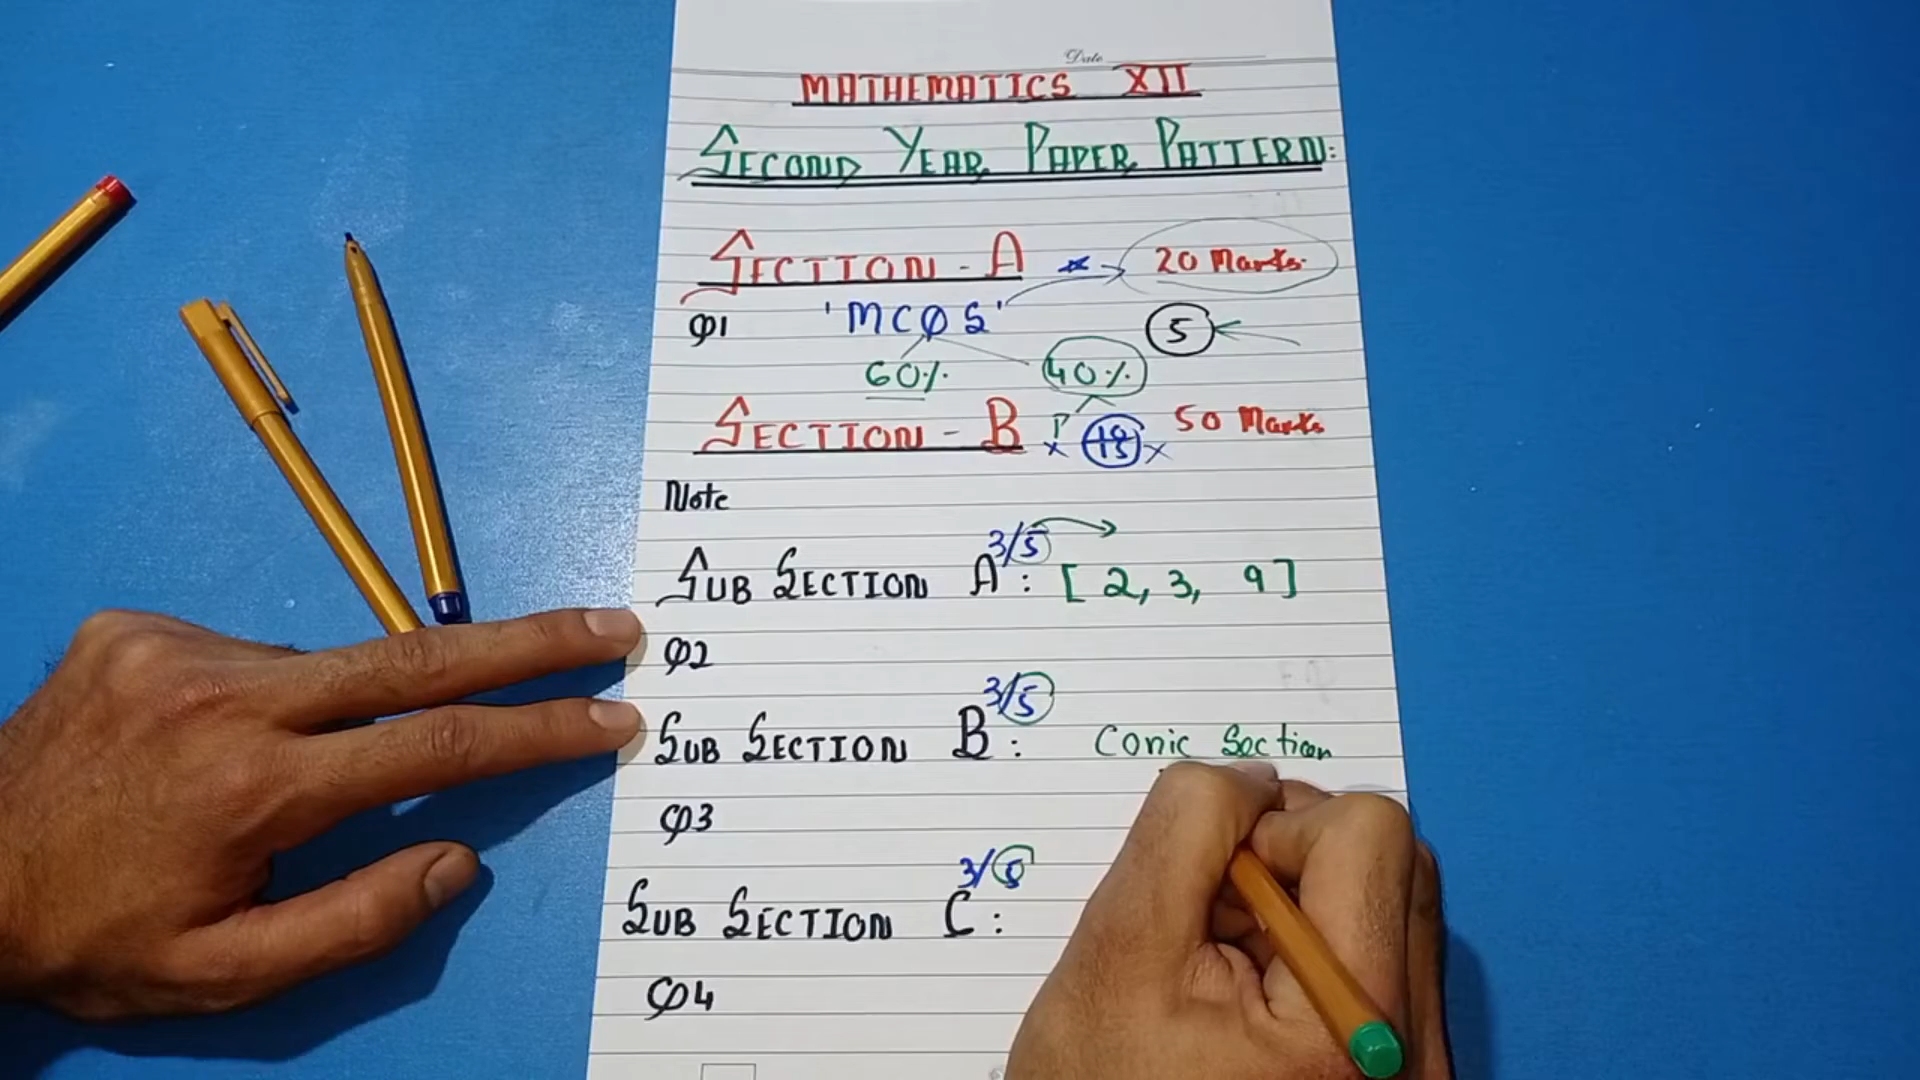 Date
MATHEMATICS XII
SECOND YEAR PAPER PATTERN:
SECTION - A 20 Marks.
Q1 'MCQS' 5
60% 40%
SECTION - B 50 Marks
Note
3/5
SUB SECTION A: [ 2, 3, 9 ]
Q2
3/5
SUB SECTION B: Conic Section
Q3
3/5
SUB SECTION C:
Q4